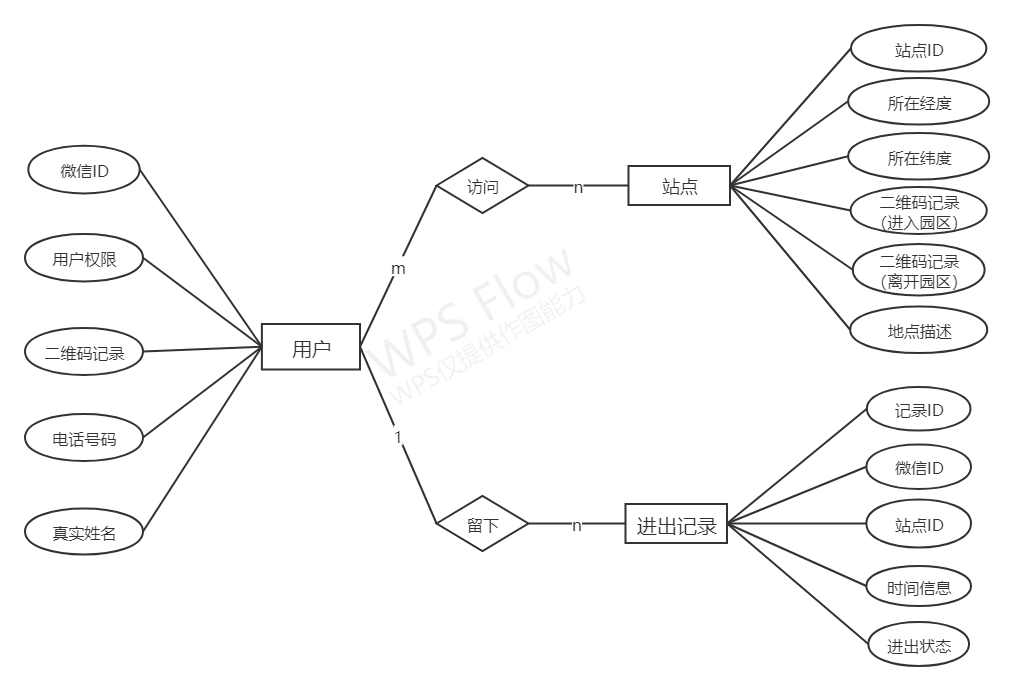 微信ID
用户权限
二维码记录
电话号码
真实姓名
用户
m
访问
n
站点
站点ID
所在经度
所在纬度
二维码记录
(进入园区)
二维码记录
(离开园区)
地点描述
1
留下
n
进出记录
记录ID
微信ID
站点ID
时间信息
进出状态
WPS Flow
WPS仅提供作图能力